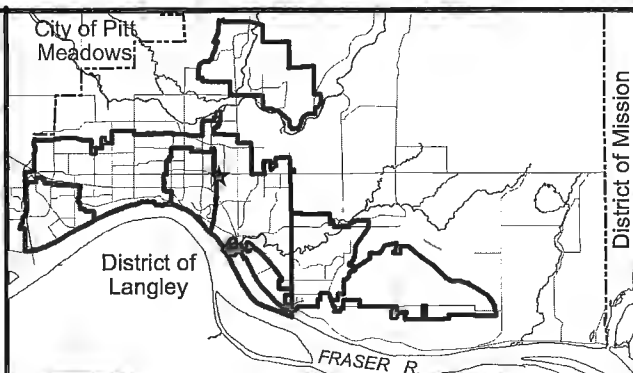 City of Pitt
Meadows
District of Mission
District of
Langley
FRASER R.